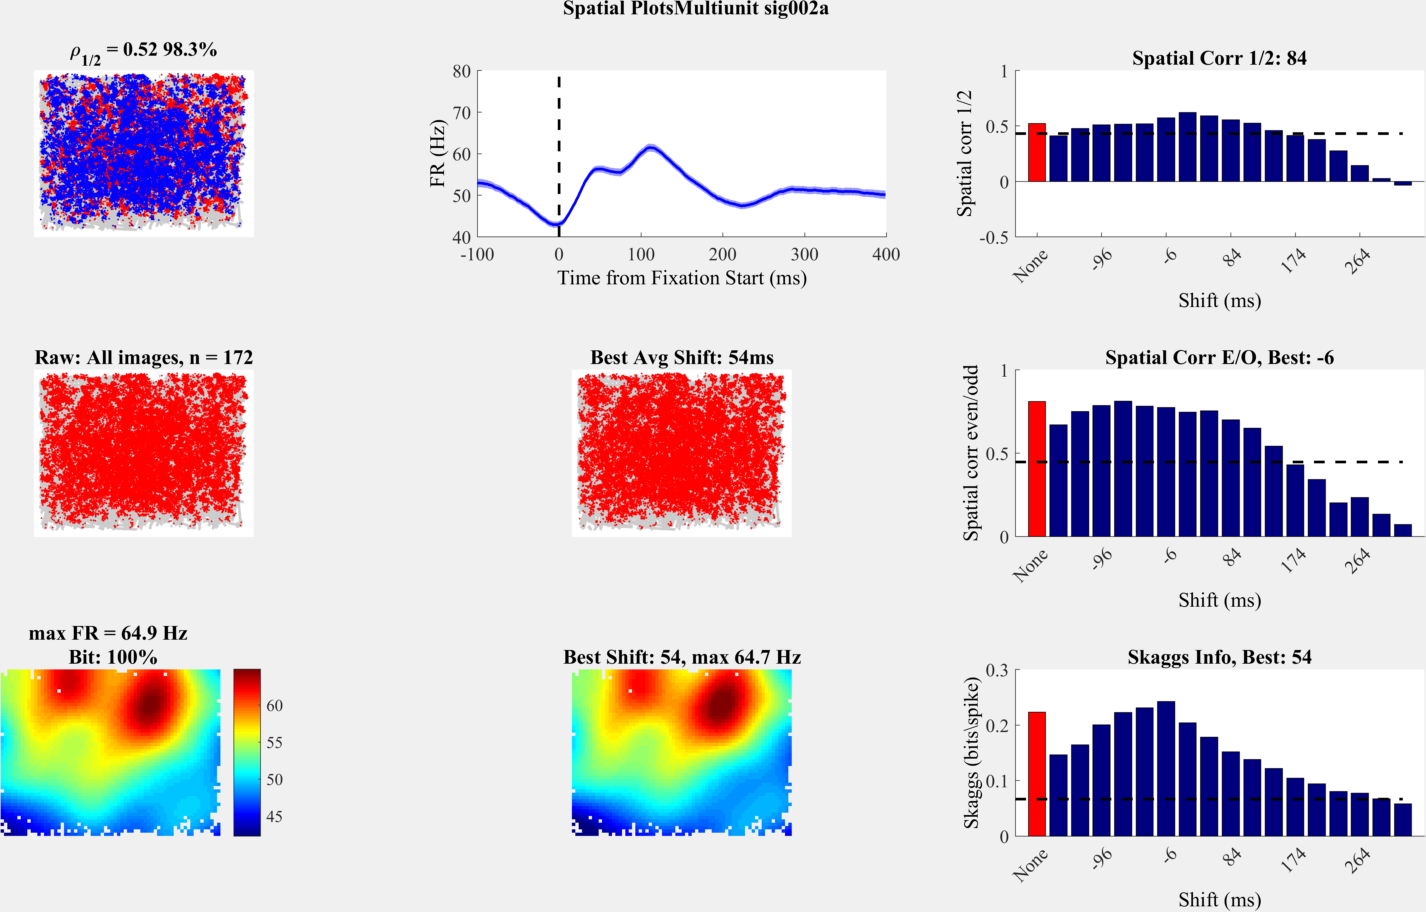 Spatial PlotsMultiunit sig002a
ρ1/2 = 0.52 98.3%
80
70
60
50
40
FR (Hz)
-100 0 100 200 300 400
Time from Fixation Start (ms)
Spatial Corr 1/2: 84
1
0.5
0
-0.5
Spatial corr 1/2
None -96 -6 84 174 264
Shift (ms)
Raw: All images, n = 172
Best Avg Shift: 54ms
Spatial Corr E/O, Best: -6
1
0.5
0
Spatial corr even/odd
None -96 -6 84 174 264
Shift (ms)
max FR = 64.9 Hz
Bit: 100%
60
55
50
45
Best Shift: 54, max 64.7 Hz
Skaggs Info, Best: 54
0.3
0.2
0.1
0
Skaggs (bits\spike)
None -96 -6 84 174 264
Shift (ms)